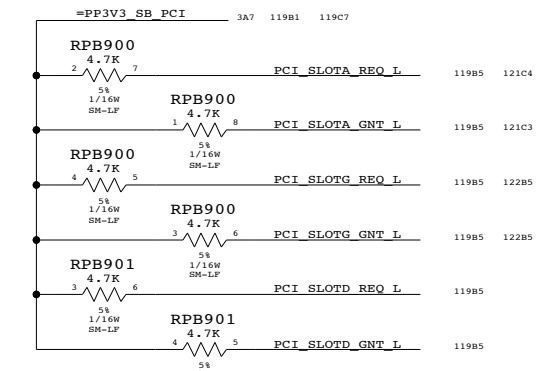 =PP3V3_SB_PCI 3A7 119B1 119C7
RPB900
4.7K
2 7 PCI_SLOTA_REQ_L 119B5 121C4
5%
1/16W
SM-LF
RPB900
4.7K
1 8 PCI_SLOTA_GNT_L 119B5 121C3
5%
1/16W
SM-LF
RPB900
4.7K
4 5 PCI_SLOTG_REQ_L 119B5 122B5
5%
1/16W
SM-LF
RPB900
4.7K
3 6 PCI_SLOTG_GNT_L 119B5 122B5
5%
1/16W
SM-LF
RPB901
4.7K
3 6 PCI_SLOTD_REQ_L 119B5
5%
1/16W
SM-LF
RPB901
4.7K
4 5 PCI_SLOTD_GNT_L 119B5
5%